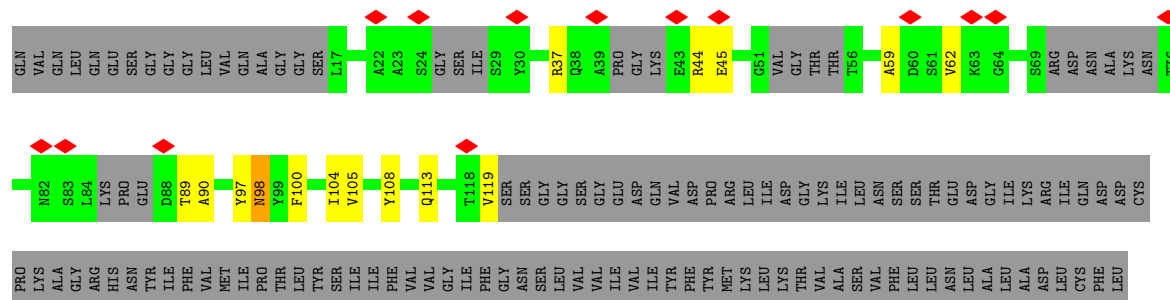 GLN VAL GLN LEU GLN GLU SER GLY GLY GLY LEU VAL GLN ALA GLY GLY SER L17 A22 A23 S24 GLY SER ILE S29 Y30 R37 Q38 A39 PRO GLY LYS E43 R44 E45 G51 VAL GLY THR THR T56 A59 D60 S61 V62 K63 G64 S69 ARG ASP ASN ALA LYS ASN T76
N82 S83 L84 LYS PRO GLU D88 T89 A90 Y97 N98 Y99 F100 I104 V105 Y108 Q113 T118 V119 SER SER GLY GLY SER GLY GLU ASP GLN VAL ASP PRO ARG LEU ILE ASP GLY LYS ILE LEU ASN SER SER THR GLU ASP GLY ILE LYS ARG ILE GLN ASP ASP CYS
PRO LYS ALA GLY ARG HIS ASN TYR ILE PHE VAL MET ILE PRO THR LEU TYR SER ILE ILE PHE VAL VAL GLY ILE PHE GLY ASN SER LEU VAL VAL ILE VAL ILE TYR PHE TYR MET LYS LEU LYS THR VAL ALA SER VAL PHE LEU LEU ASN LEU ALA LEU ALA ASP LEU CYS PHE LEU